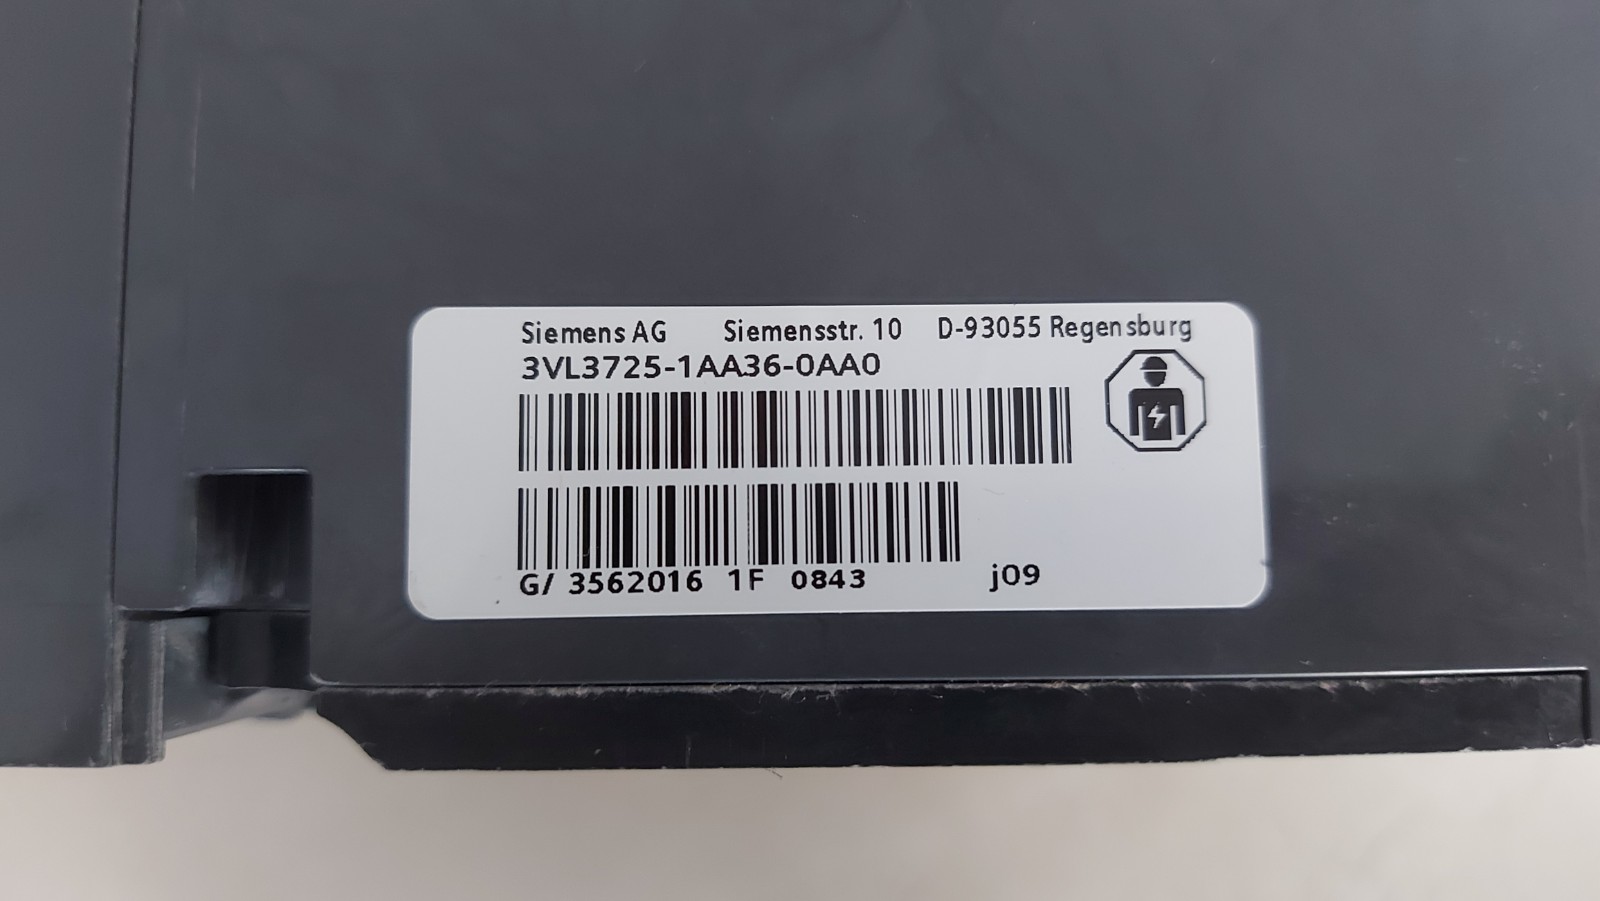 Siemens AG Siemensstr. 10 D-93055 Regensburg
3VL3725-1AA36-0AA0
G/ 3562016 1F 0843 j09